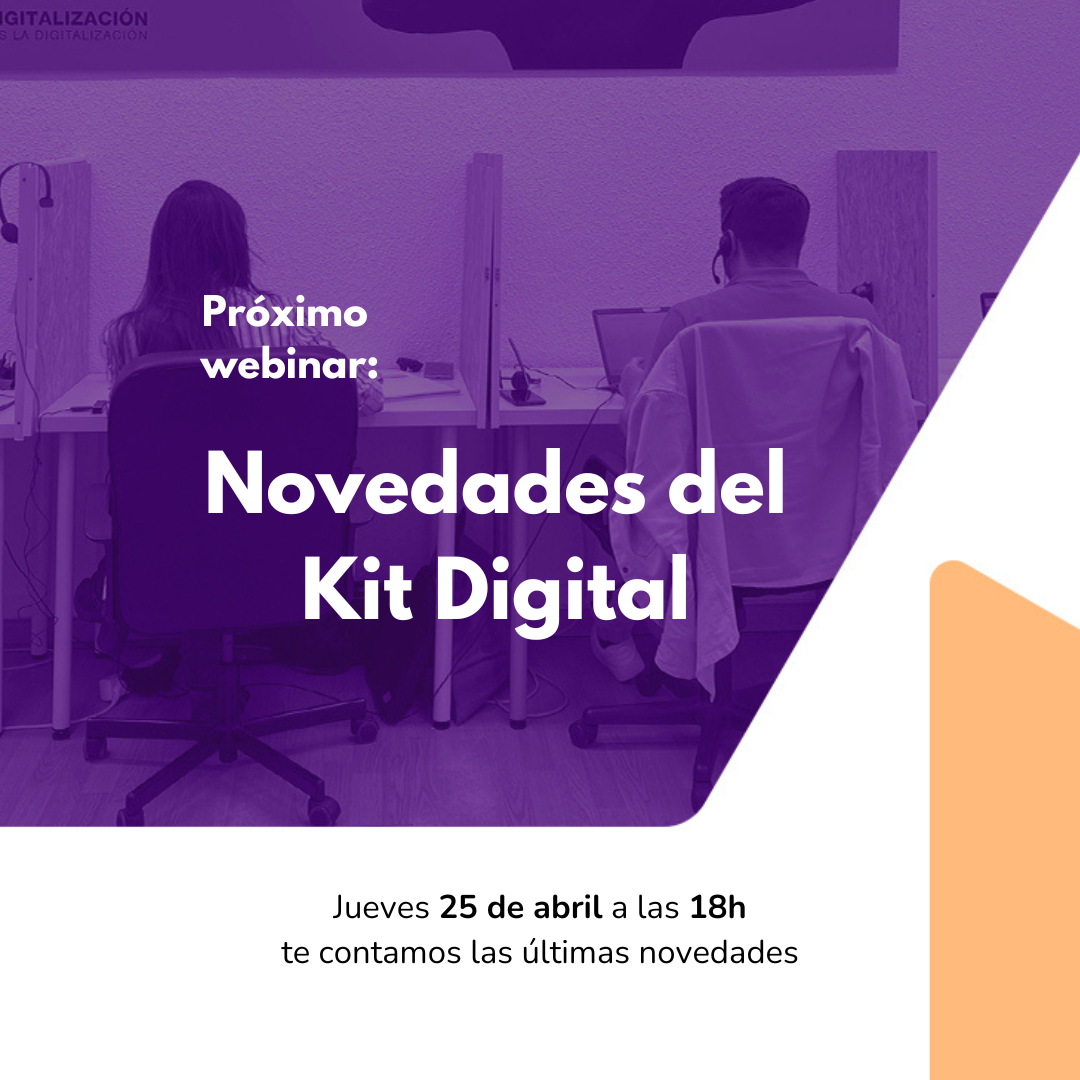 DIGITALIZACIÓN
S LA DIGITALIZACIÓN
Próximo
webinar:
Novedades del
Kit Digital
Jueves 25 de abril a las 18h
te contamos las últimas novedades